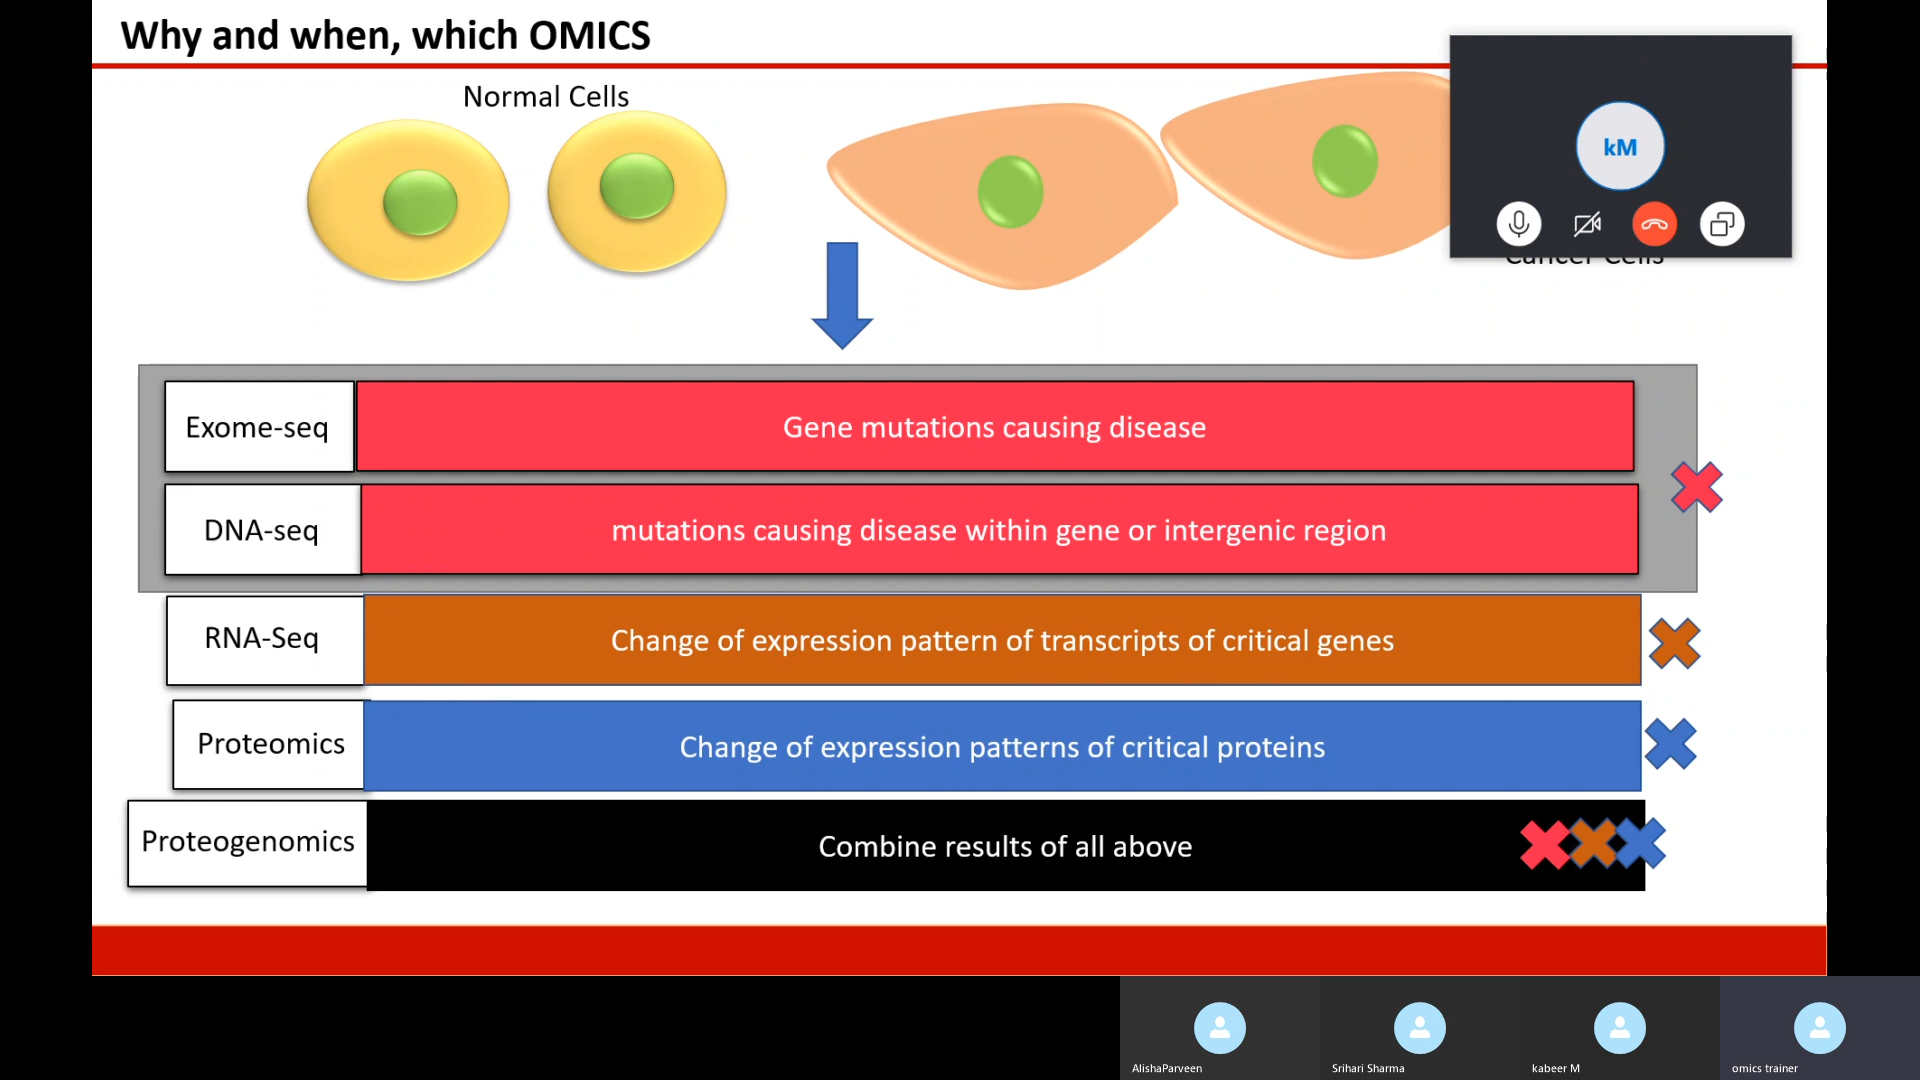 Why and when, which OMICS
Normal Cells
kM
Cancer Cells
Exome-seq
Gene mutations causing disease
DNA-seq
mutations causing disease within gene or intergenic region
RNA-Seq
Change of expression pattern of transcripts of critical genes
Proteomics
Change of expression patterns of critical proteins
Proteogenomics
Combine results of all above
AlishaParveen
Srihari Sharma
kabeer M
omics trainer